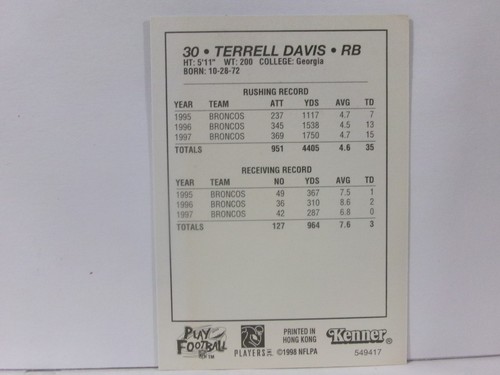 30 • TERRELL DAVIS • RB
HT: 5'11" WT: 200 COLLEGE: Georgia
BORN: 10-28-72
RUSHING RECORD
YEAR TEAM ATT YDS AVG TD
1995 BRONCOS 237 1117 4.7 7
1996 BRONCOS 345 1538 4.5 13
1997 BRONCOS 369 1750 4.7 15
TOTALS 951 4405 4.6 35
RECEIVING RECORD
YEAR TEAM NO YDS AVG TD
1995 BRONCOS 49 367 7.5 1
1996 BRONCOS 36 310 8.6 2
1997 BRONCOS 42 287 6.8 0
TOTALS 127 964 7.6 3
PLAY
FOOTBALL
PLAYERS
PRINTED IN
HONG KONG
©1998 NFLPA
Kenner®
549417